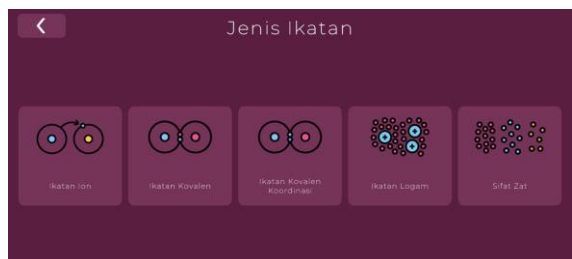 Jenis Ikatan
Ikatan Ion
Ikatan Kovalen
Ikatan Kovalen
Koordinasi
Ikatan Logam
Sifat Zat